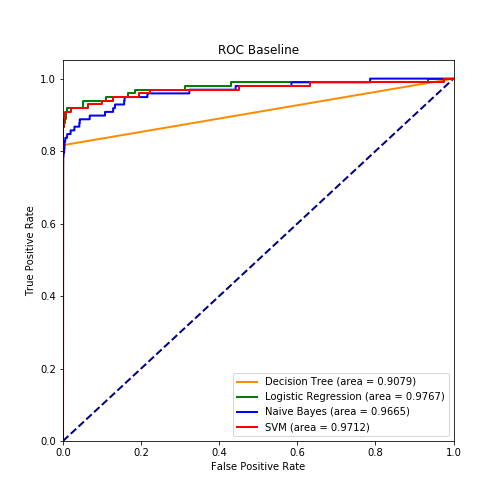 ROC Baseline
True Positive Rate
1.0
0.8
0.6
0.4
0.2
0.0
0.0 0.2 0.4 0.6 0.8 1.0
False Positive Rate
Decision Tree (area = 0.9079)
Logistic Regression (area = 0.9767)
Naive Bayes (area = 0.9665)
SVM (area = 0.9712)